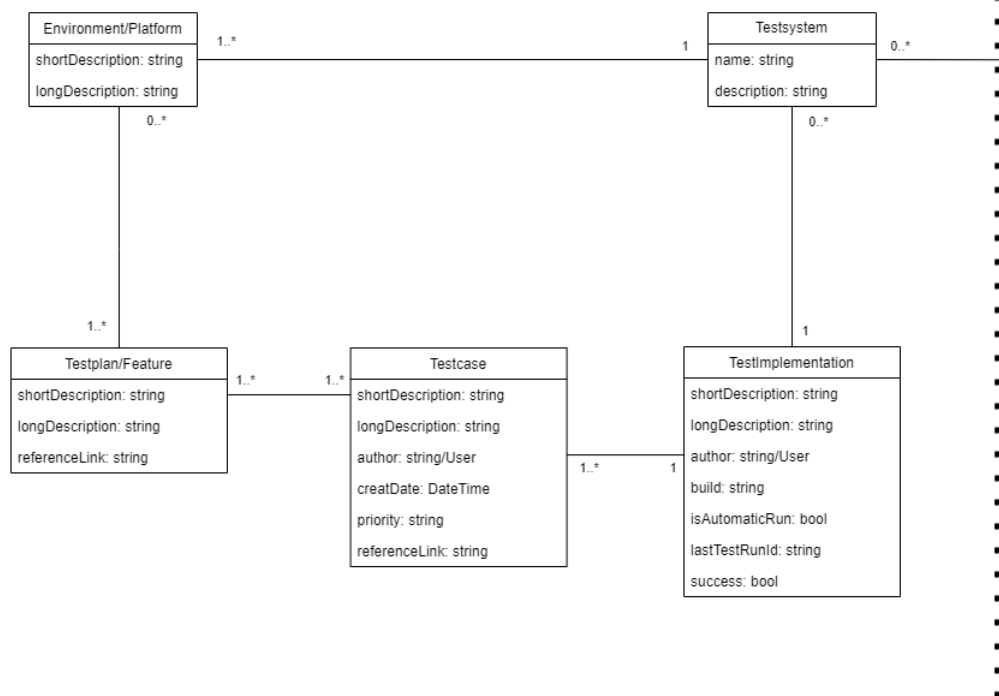 Environment/Platform
shortDescription: string
longDescription: string
1..*
1
Testsystem
name: string
description: string
0..*
0..*
0..*
1..*
1
Testplan/Feature
shortDescription: string
longDescription: string
referenceLink: string
1..*
1..*
Testcase
shortDescription: string
longDescription: string
author: string/User
creatDate: DateTime
priority: string
referenceLink: string
1..*
1
TestImplementation
shortDescription: string
longDescription: string
author: string/User
build: string
isAutomaticRun: bool
lastTestRunId: string
success: bool